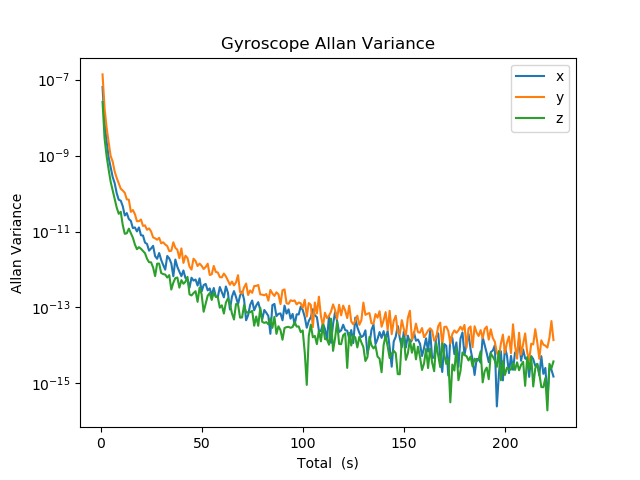 Gyroscope Allan Variance
x
y
z
Allan Variance
10⁻⁷
10⁻⁹
10⁻¹¹
10⁻¹³
10⁻¹⁵
0 50 100 150 200
Total (s)